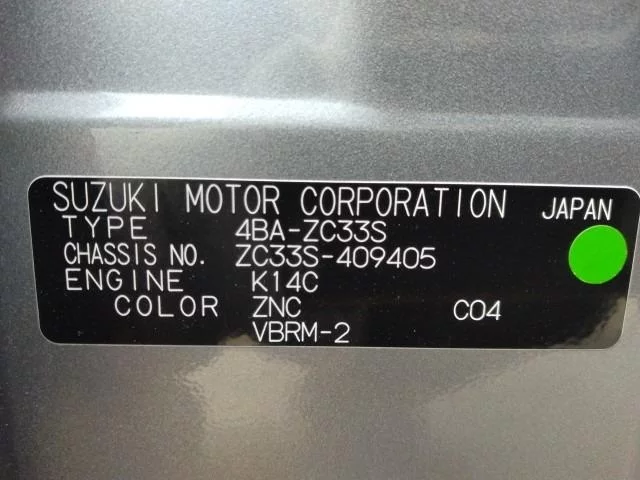 SUZUKI MOTOR CORPORATION JAPAN
TYPE 4BA-ZC33S
CHASSIS NO. ZC33S-409405
ENGINE K14C
COLOR ZNC C04
VBRM-2